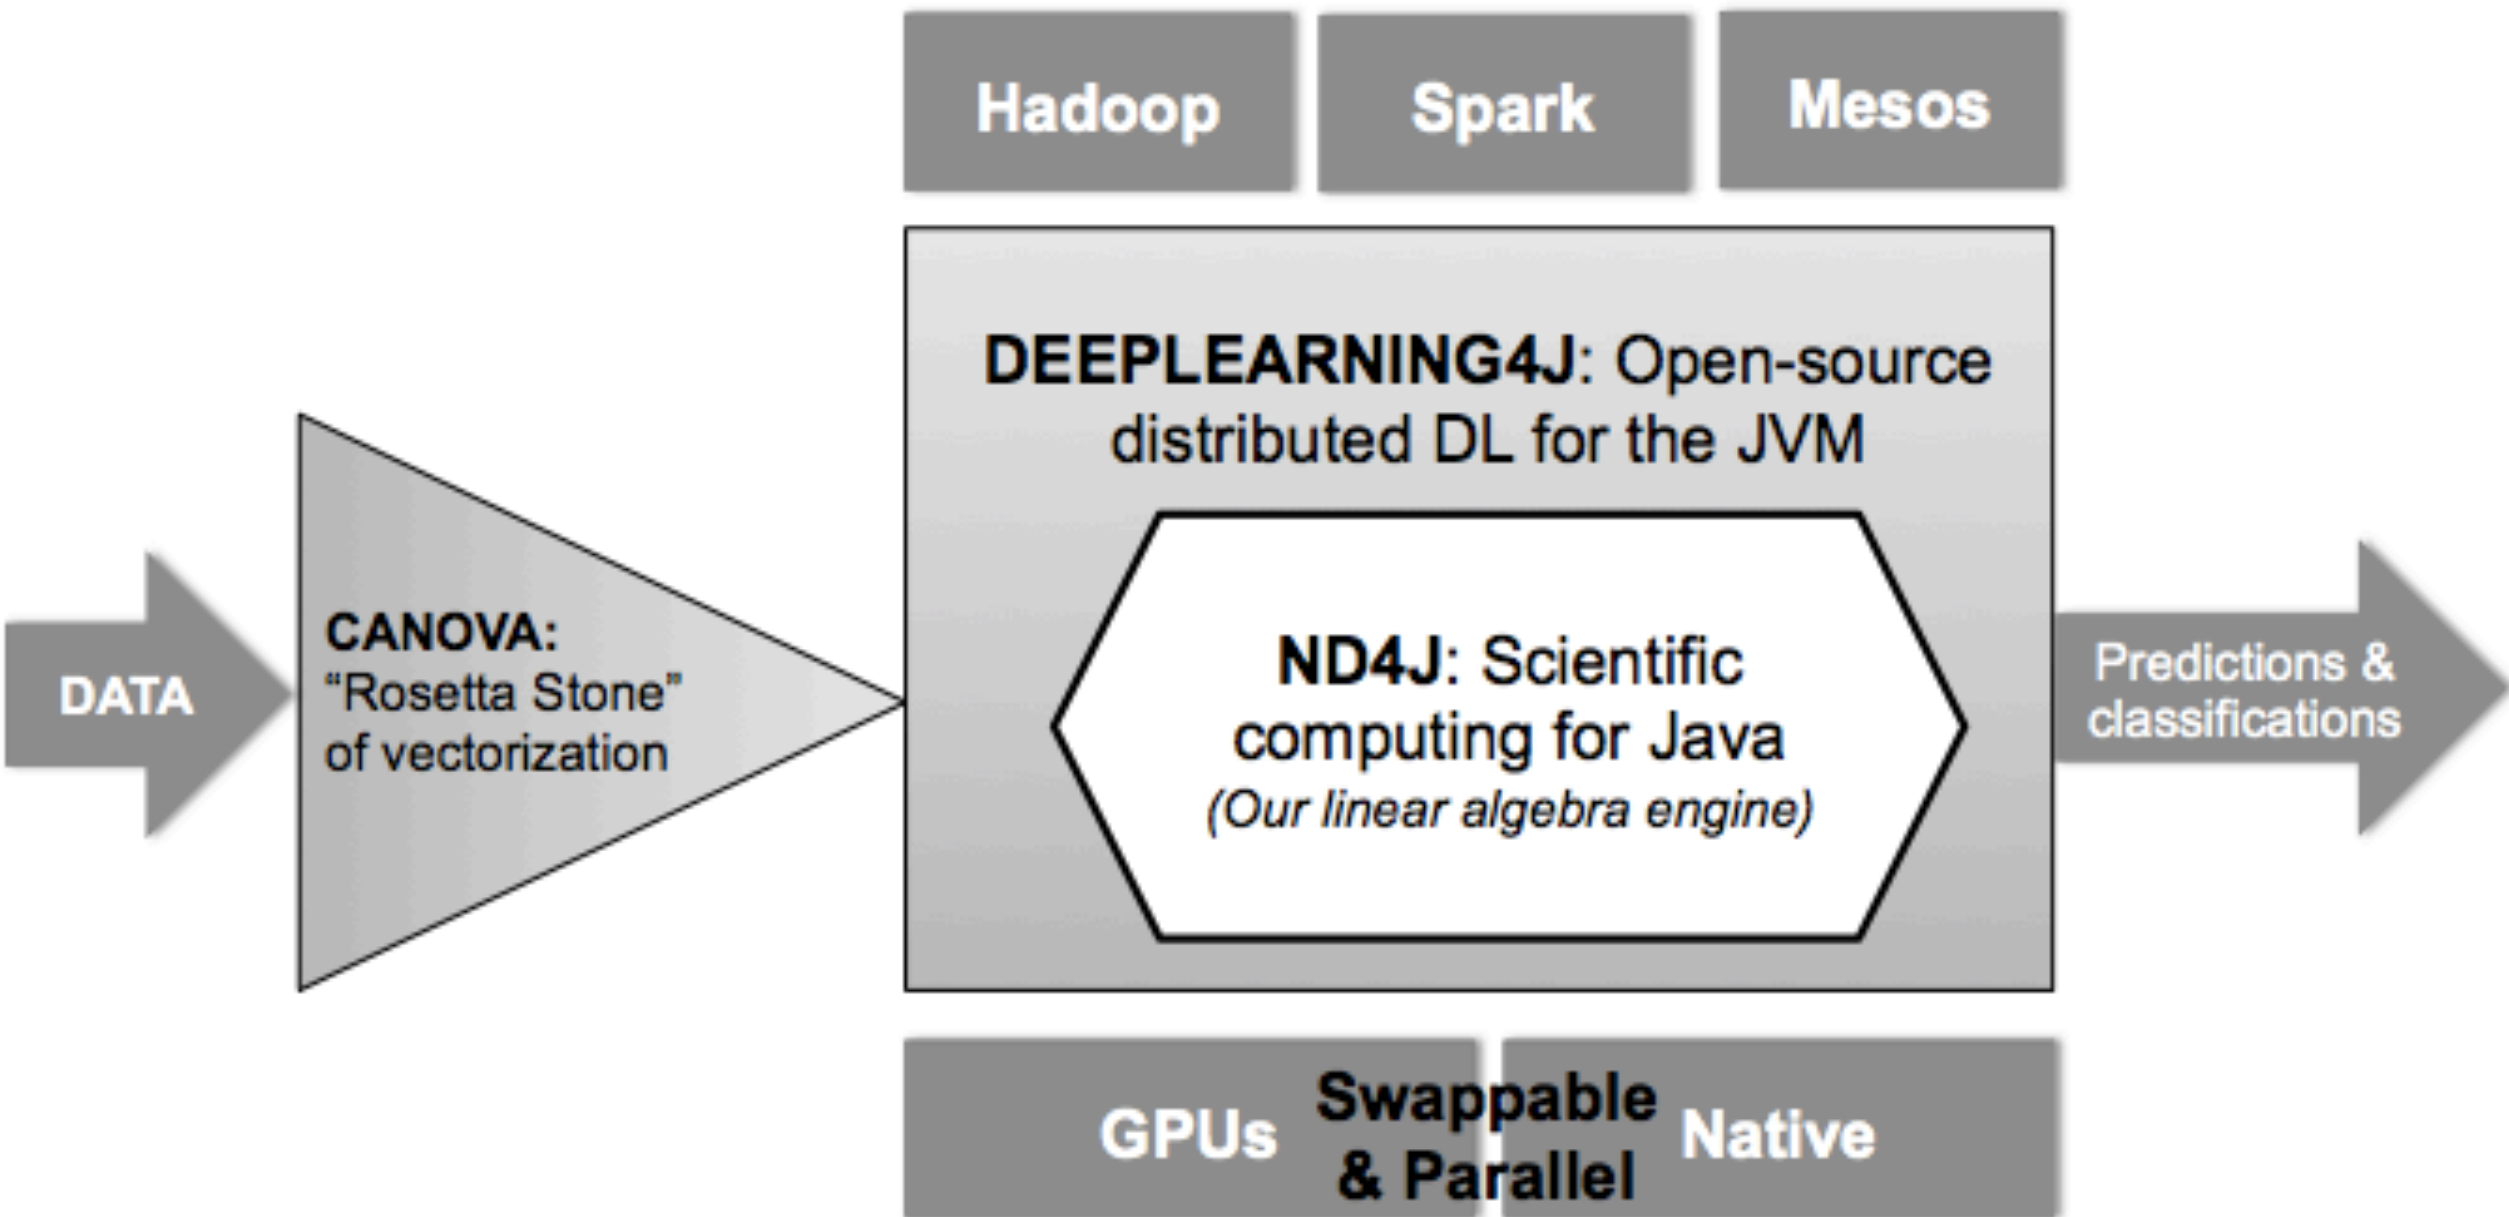 Hadoop
Spark
Mesos
DEEPLEARNING4J: Open-source
distributed DL for the JVM
DATA
CANOVA:
“Rosetta Stone”
of vectorization
ND4J: Scientific
computing for Java
(Our linear algebra engine)
Predictions &
classifications
GPUs
Swappable
& Parallel
Native